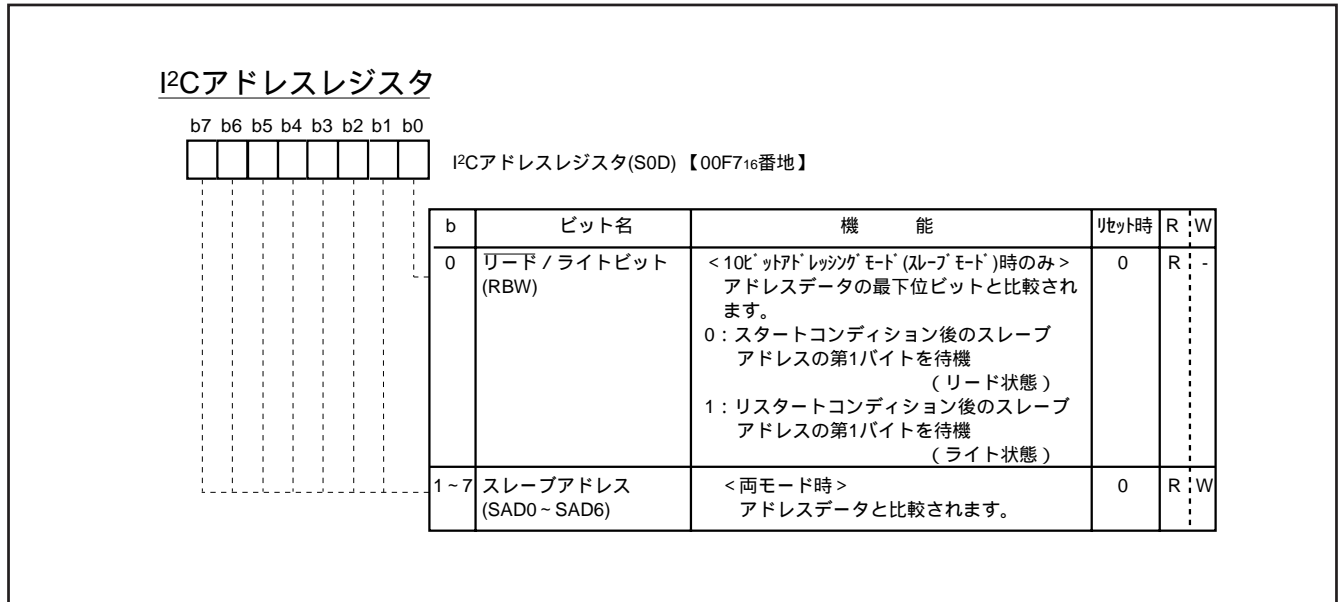 I2Cアドレスレジスタ
b7 b6 b5 b4 b3 b2 b1 b0
I2Cアドレスレジスタ(S0D)【00F716番地】
b ビット名 機 能 リセット時 R W
0 リード / ライトビット <10ビットアドレッシングモード(スレーブモード)時のみ> 0 R -
(RBW) アドレスデータの最下位ビットと比較され
ます。
0:スタートコンディション後のスレーブ
アドレスの第1バイトを待機
(リード状態)
1:リスタートコンディション後のスレーブ
アドレスの第1バイトを待機
(ライト状態)
1~7 スレーブアドレス <両モード時> 0 R W
(SAD0~SAD6) アドレスデータと比較されます。